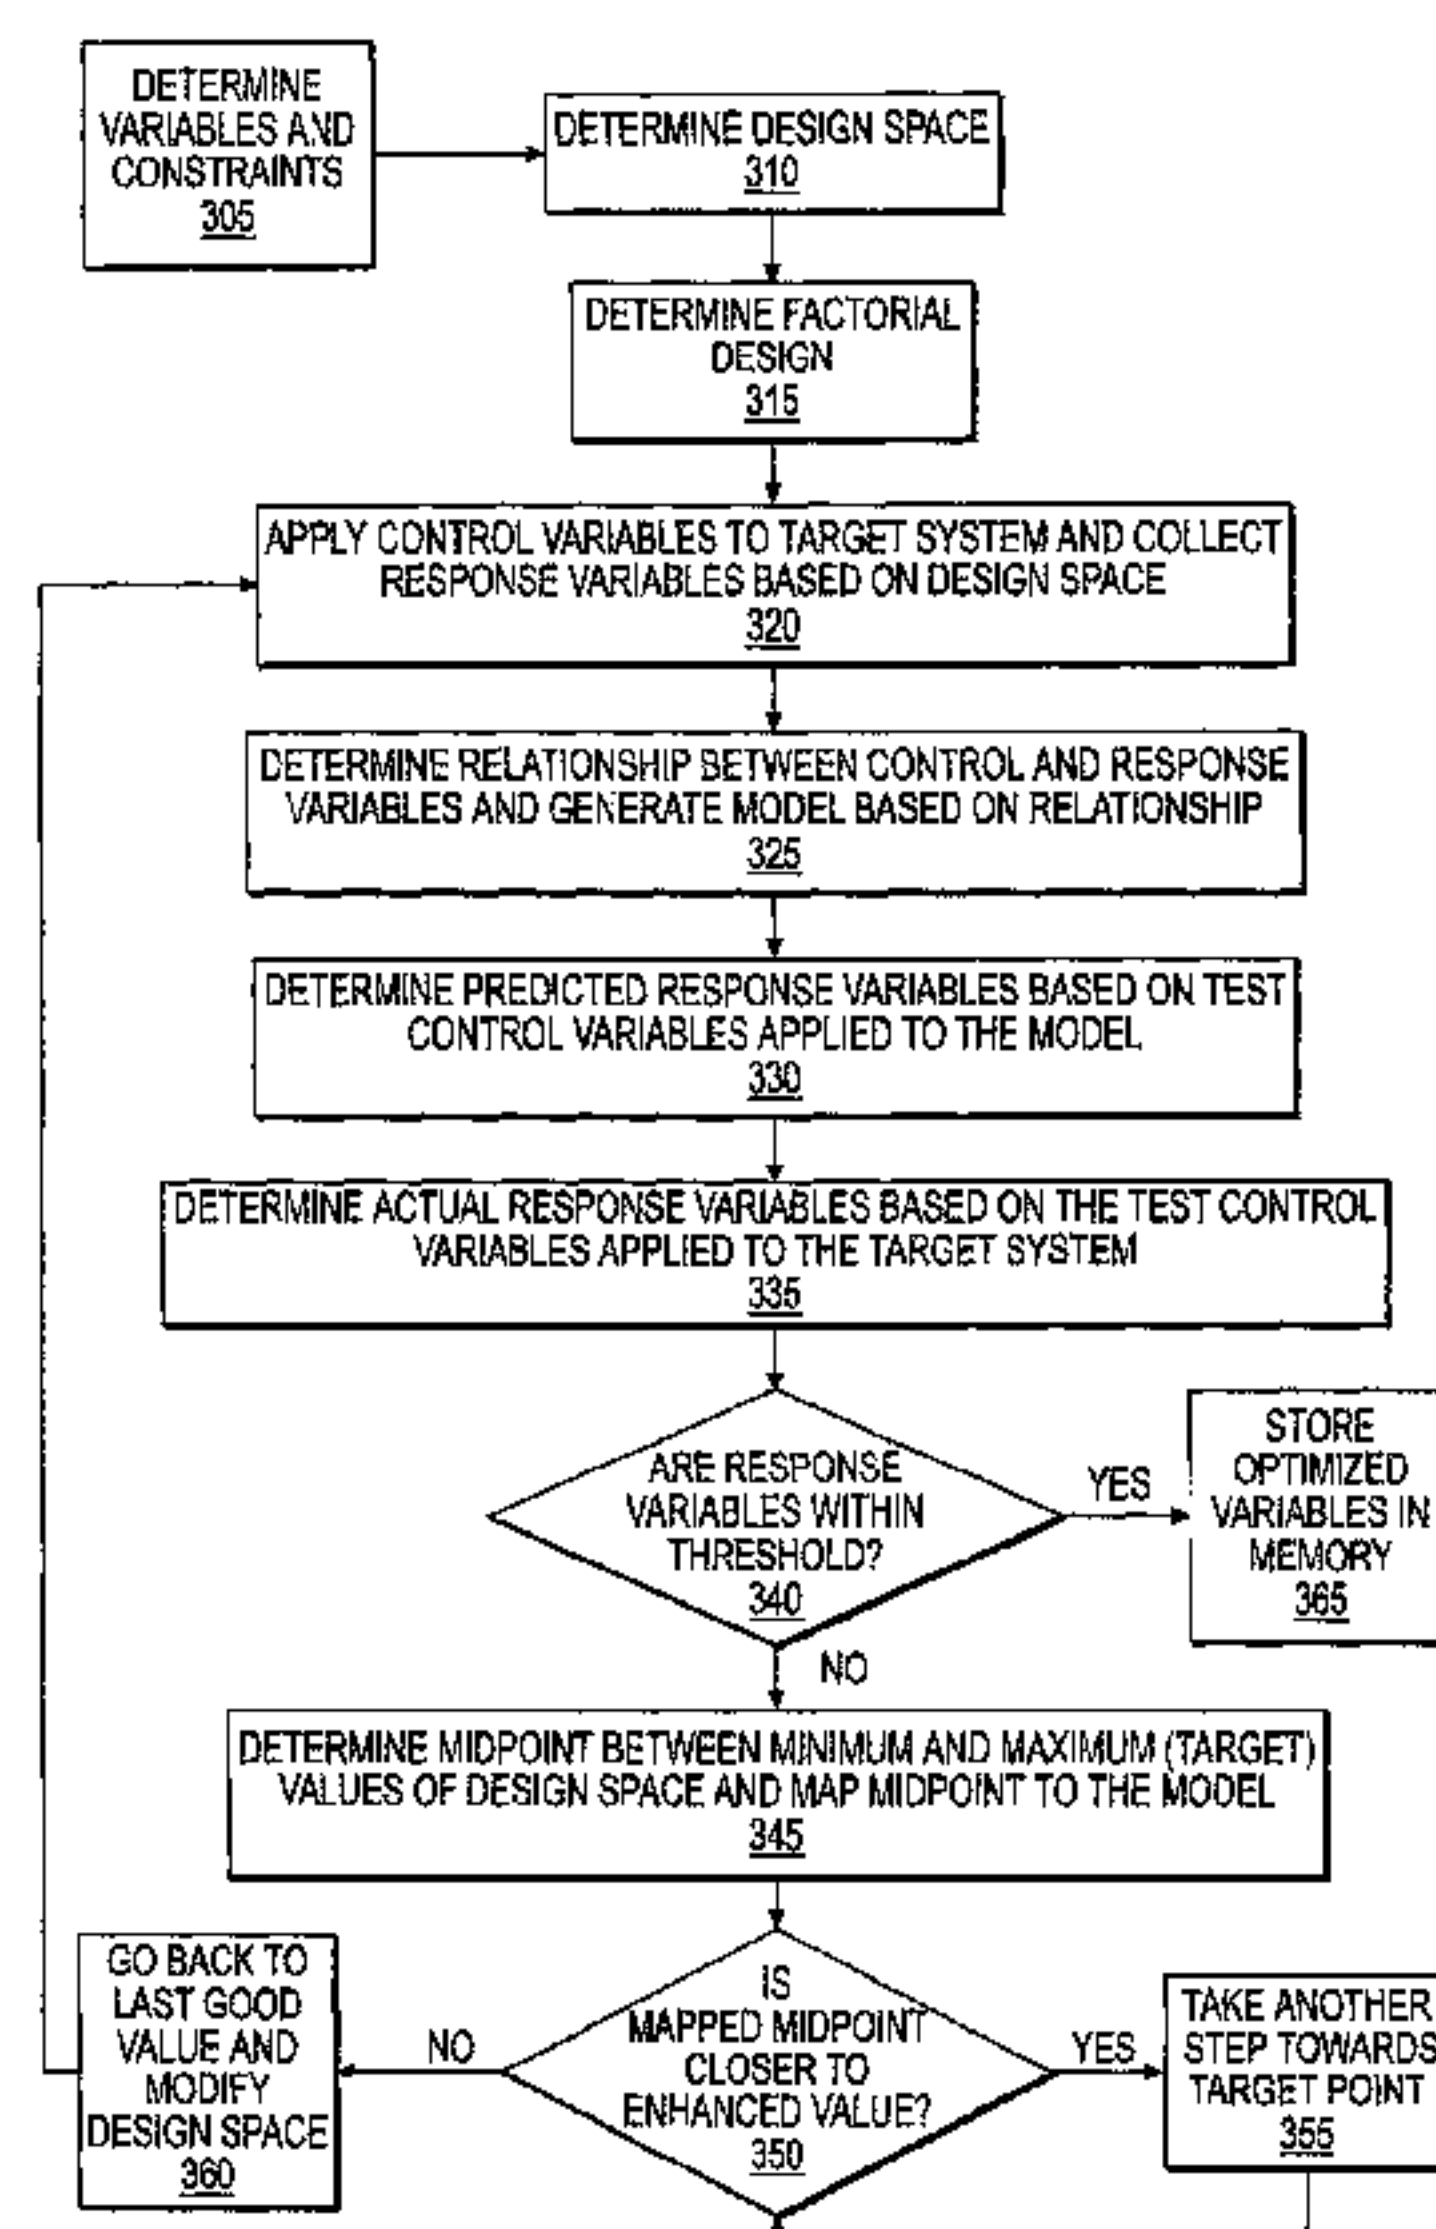 DETERMINE
VARIABLES AND
CONSTRAINTS
305
DETERMINE DESIGN SPACE
310
DETERMINE FACTORIAL
DESIGN
315
APPLY CONTROL VARIABLES TO TARGET SYSTEM AND COLLECT
RESPONSE VARIABLES BASED ON DESIGN SPACE
320
DETERMINE RELATIONSHIP BETWEEN CONTROL AND RESPONSE
VARIABLES AND GENERATE MODEL BASED ON RELATIONSHIP
325
DETERMINE PREDICTED RESPONSE VARIABLES BASED ON TEST
CONTROL VARIABLES APPLIED TO THE MODEL
330
DETERMINE ACTUAL RESPONSE VARIABLES BASED ON THE TEST CONTROL
VARIABLES APPLIED TO THE TARGET SYSTEM
335
ARE RESPONSE
VARIABLES WITHIN
THRESHOLD?
340
YES
STORE
OPTIMIZED
VARIABLES IN
MEMORY
365
NO
DETERMINE MIDPOINT BETWEEN MINIMUM AND MAXIMUM (TARGET)
VALUES OF DESIGN SPACE AND MAP MIDPOINT TO THE MODEL
345
GO BACK TO
LAST GOOD
VALUE AND
MODIFY
DESIGN SPACE
360
NO
IS
MAPPED MIDPOINT
CLOSER TO
ENHANCED VALUE?
350
YES
TAKE ANOTHER
STEP TOWARDS
TARGET POINT
355